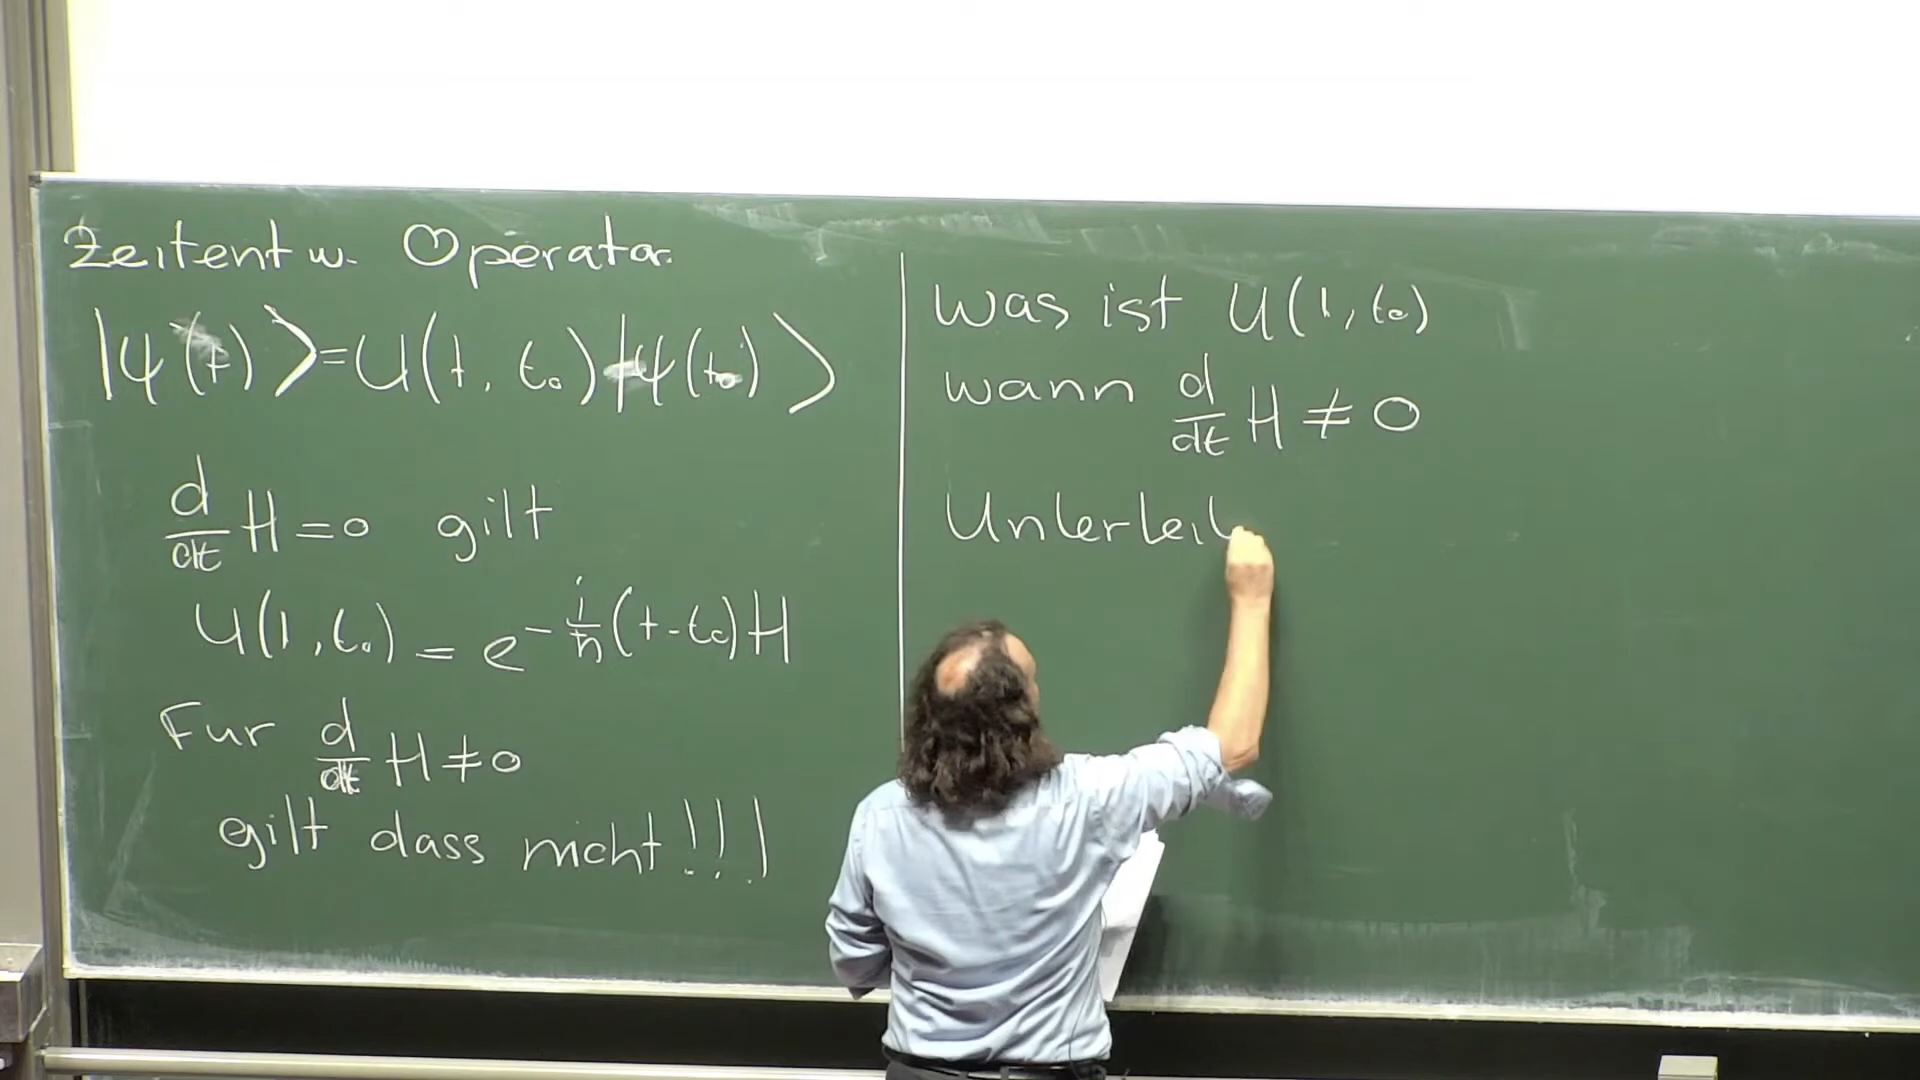 Zeitentw. Operator
|ψ(t)>=U(t, t₀)|ψ(t₀)>
d/dt H=0 gilt
U(t,t₀) = e^{-i/ħ(t-t₀)H}
Fur d/dt H≠0
gilt dass nicht!!!
Was ist U(t,t₀)
wann d/dt H ≠ 0